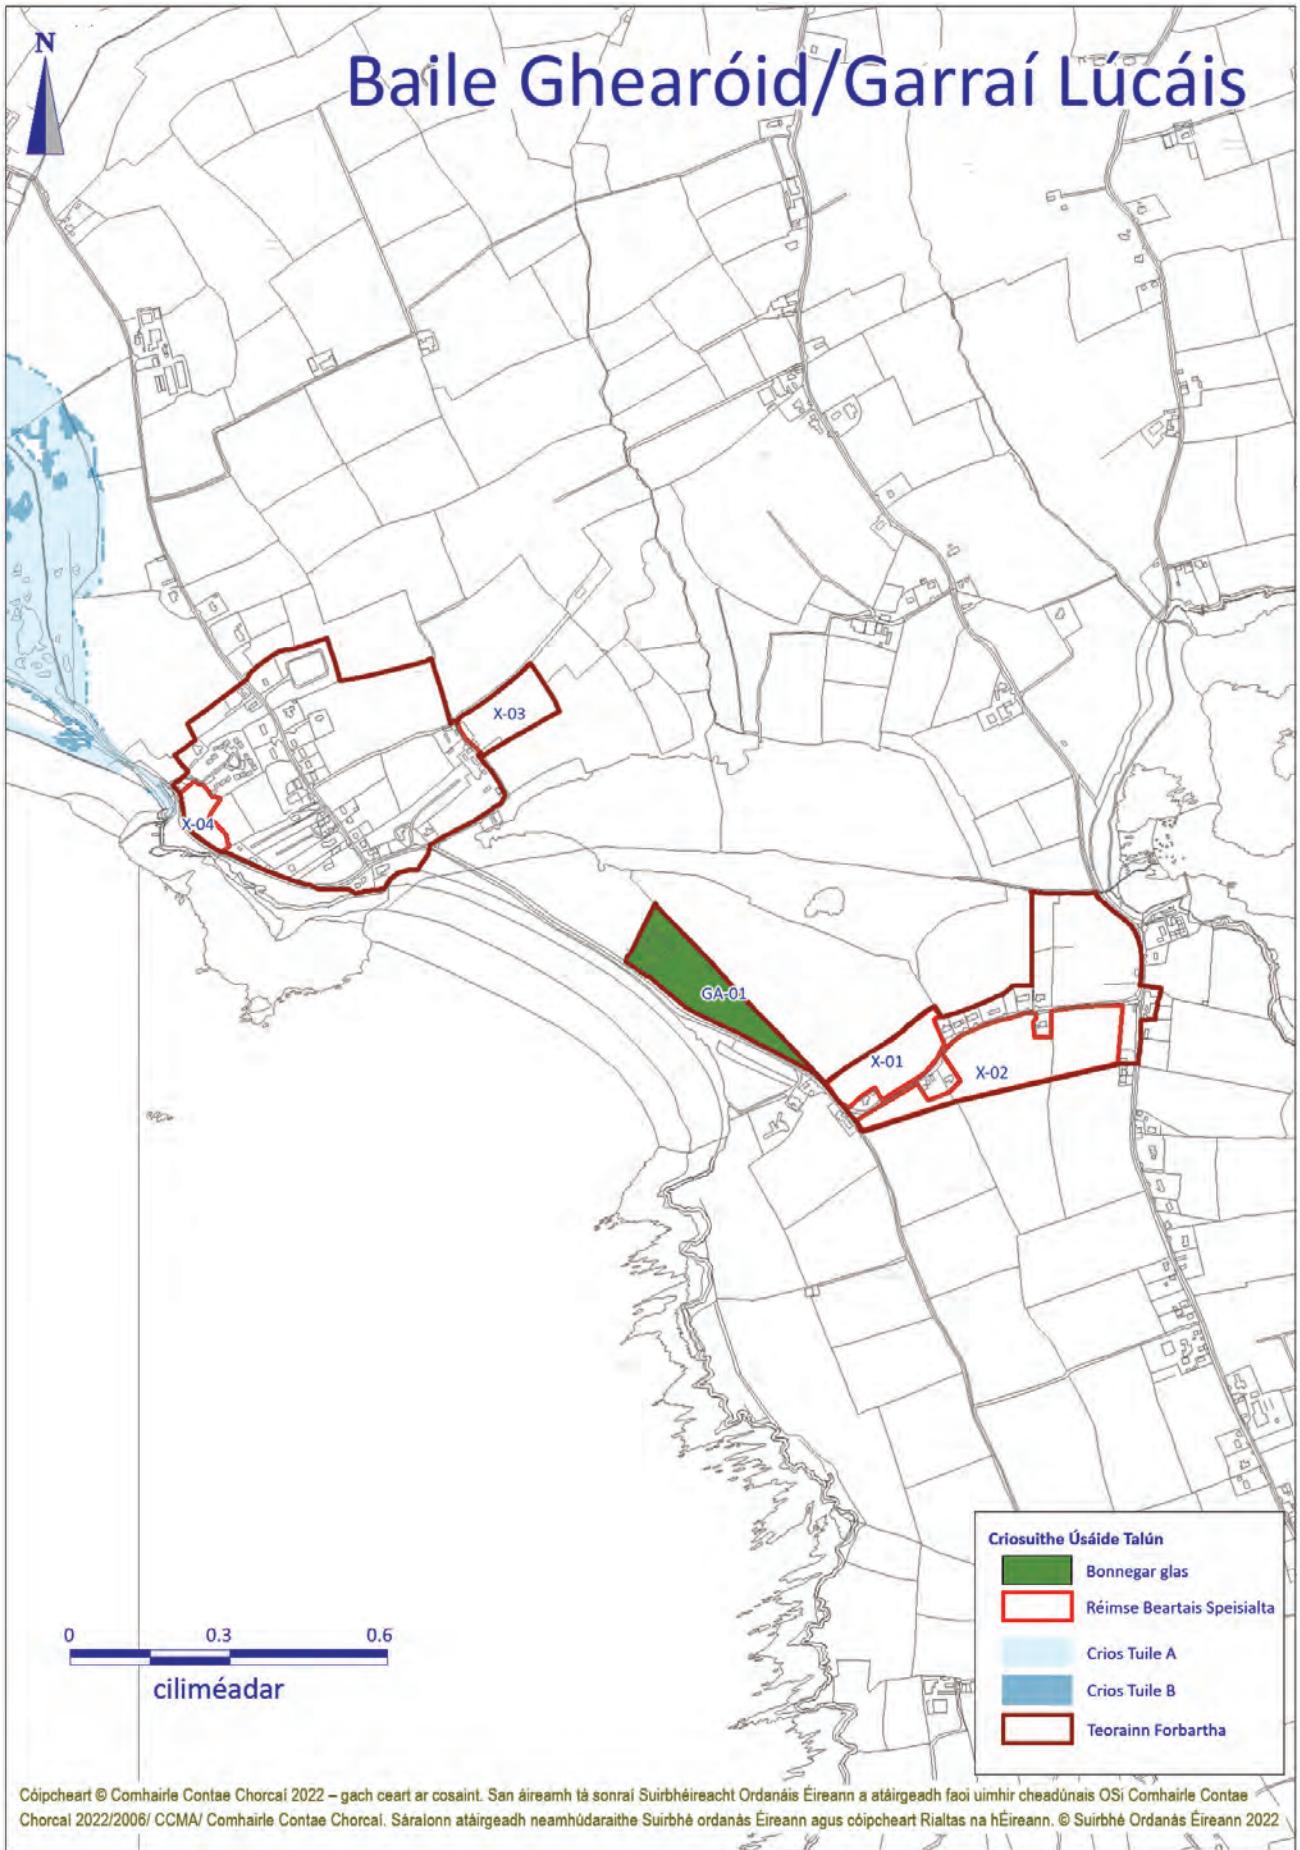 N
Baile Ghearóid/Garraí Lúcáis
X-03
X-04
GA-01
X-01
X-02
Criosuithe Úsáide Talún
Bonnegar glas
Réimse Beartais Speisialta
Crios Tuile A
Crios Tuile B
Teorainn Forbartha
0 0.3 0.6
ciliméadar
Cóipcheart © Comhairle Contae Chorcaí 2022 – gach ceart ar cosaint. San áireamh tá sonraí Suirbhéireacht Ordanáis Éireann a atáirgeadh faoi uimhir cheadúnais OSi Comhairle Contae
Chorcaí 2022/2006/ CCMA/ Comhairle Contae Chorcaí. Sáraíonn atáirgeadh neamhúdaraithe Suirbhé ordanás Éireann agus cóipcheart Rialtas na hÉireann. © Suirbhé Ordanás Éireann 2022